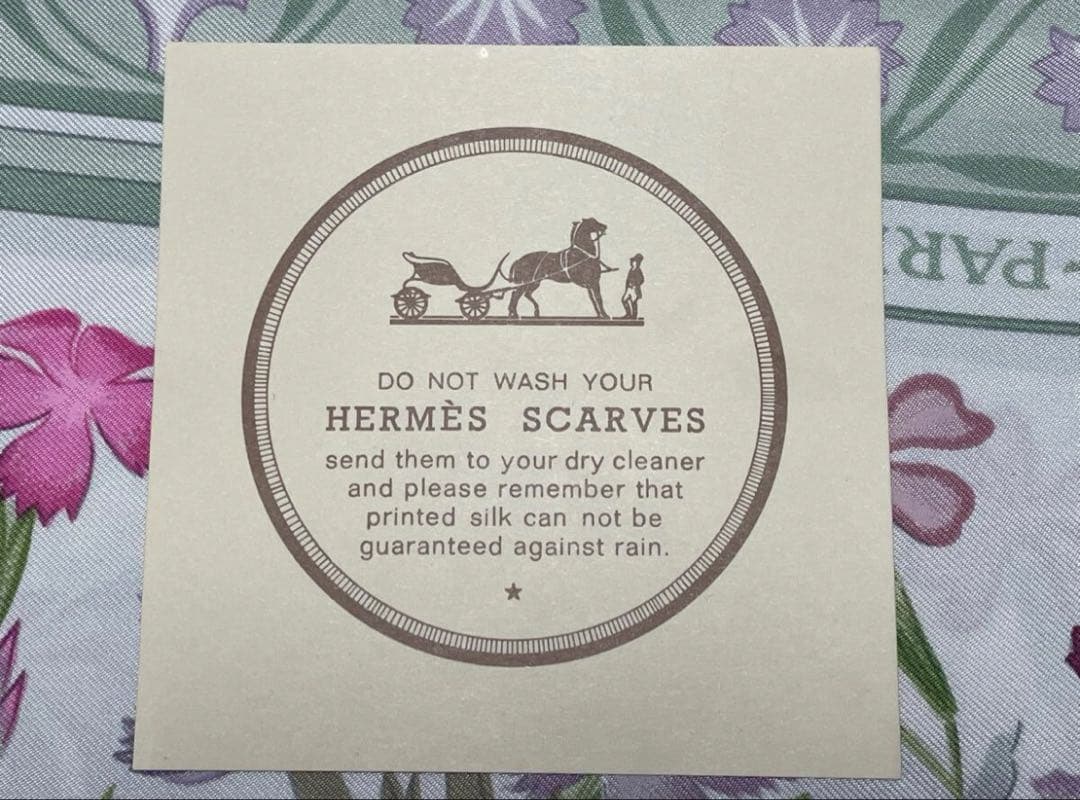 DO NOT WASH YOUR
HERMÈS SCARVES
send them to your dry cleaner
and please remember that
printed silk can not be
guaranteed against rain.
-PAR